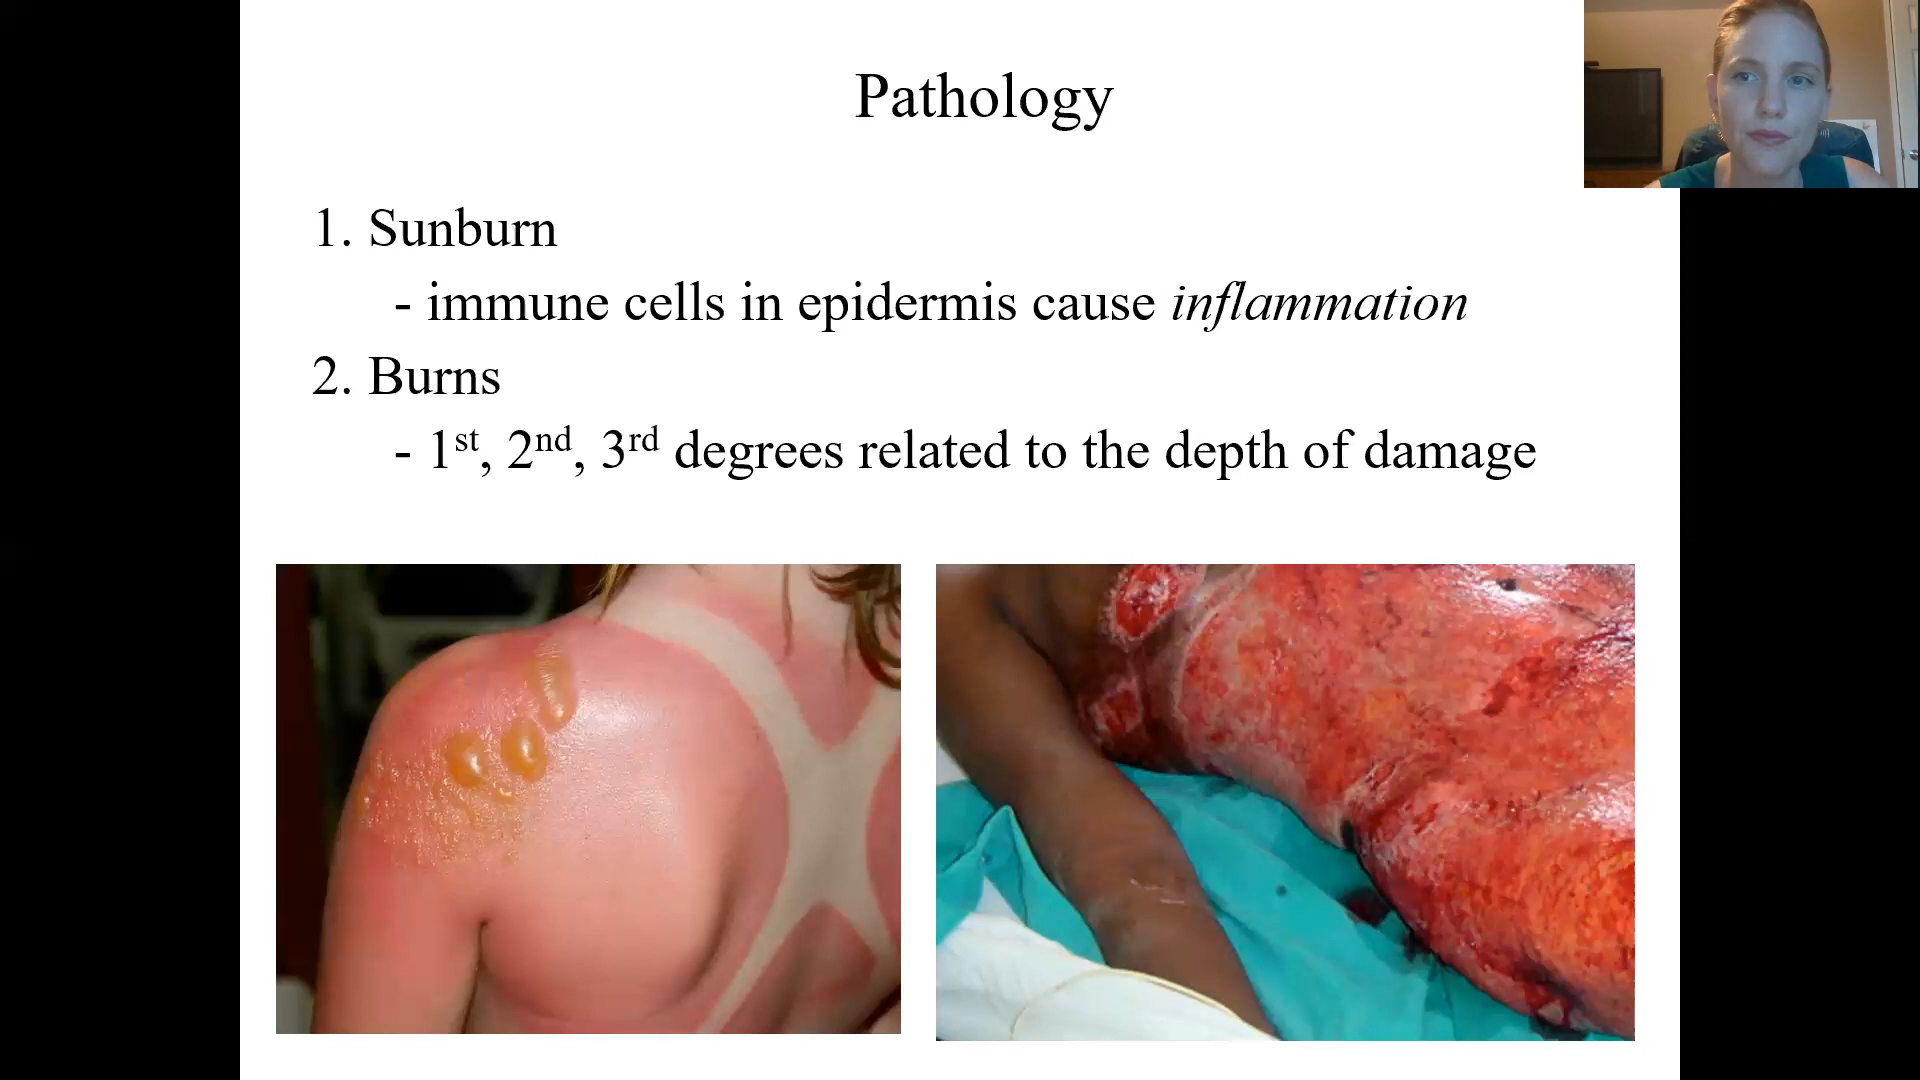 Pathology
1. Sunburn
- immune cells in epidermis cause inflammation
2. Burns
- 1st, 2nd, 3rd degrees related to the depth of damage